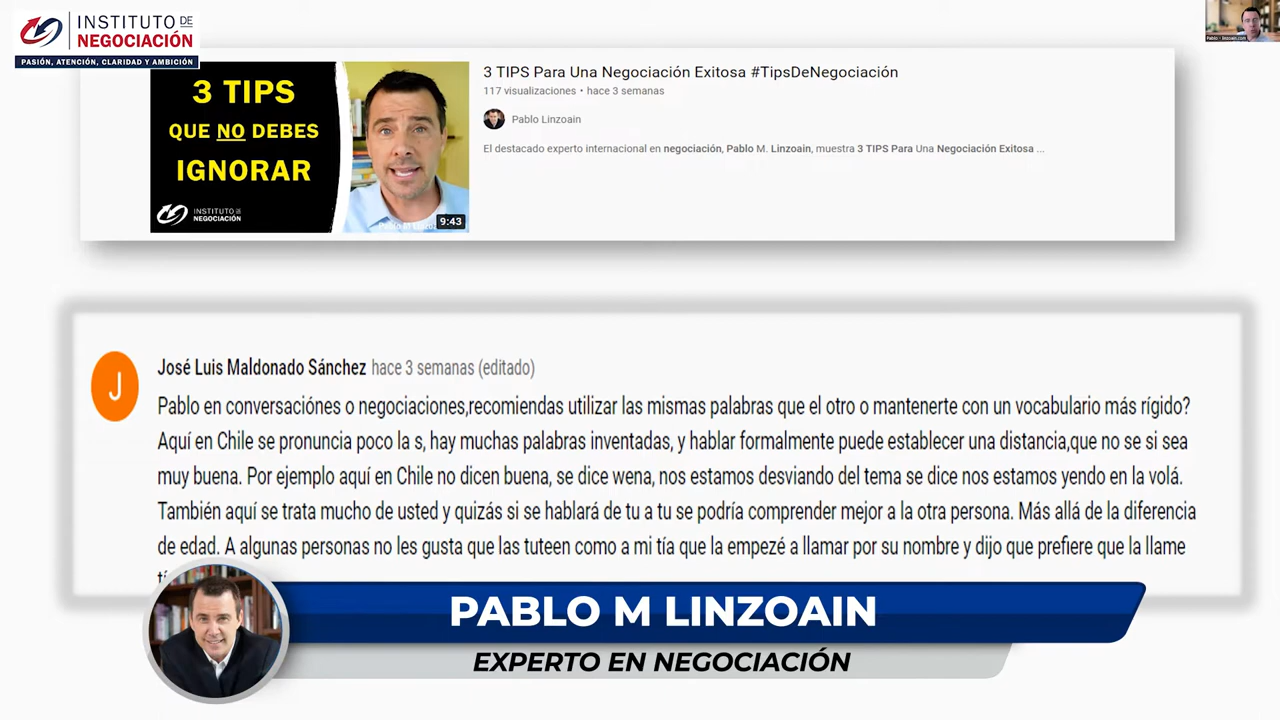 INSTITUTO DE
NEGOCIACIÓN
PASIÓN, ATENCIÓN, CLARIDAD Y AMBICIÓN
Pablo - linzoain.com
3 TIPS
QUE NO DEBES
IGNORAR
INSTITUTO DE
NEGOCIACIÓN
9:43
3 TIPS Para Una Negociación Exitosa #TipsDeNegociación
117 visualizaciones • hace 3 semanas
Pablo Linzoain
El destacado experto internacional en negociación, Pablo M. Linzoain, muestra 3 TIPS Para Una Negociación Exitosa ...
J
José Luis Maldonado Sánchez hace 3 semanas (editado)
Pablo en conversaciónes o negociaciones,recomiendas utilizar las mismas palabras que el otro o mantenerte con un vocabulario más rígido?
Aquí en Chile se pronuncia poco la s, hay muchas palabras inventadas, y hablar formalmente puede establecer una distancia,que no se si sea
muy buena. Por ejemplo aquí en Chile no dicen buena, se dice wena, nos estamos desviando del tema se dice nos estamos yendo en la volá.
También aquí se trata mucho de usted y quizás si se hablará de tu a tu se podría comprender mejor a la otra persona. Más allá de la diferencia
de edad. A algunas personas no les gusta que las tuteen como a mi tía que la empezé a llamar por su nombre y dijo que prefiere que la llame
PABLO M LINZOAIN
EXPERTO EN NEGOCIACIÓN